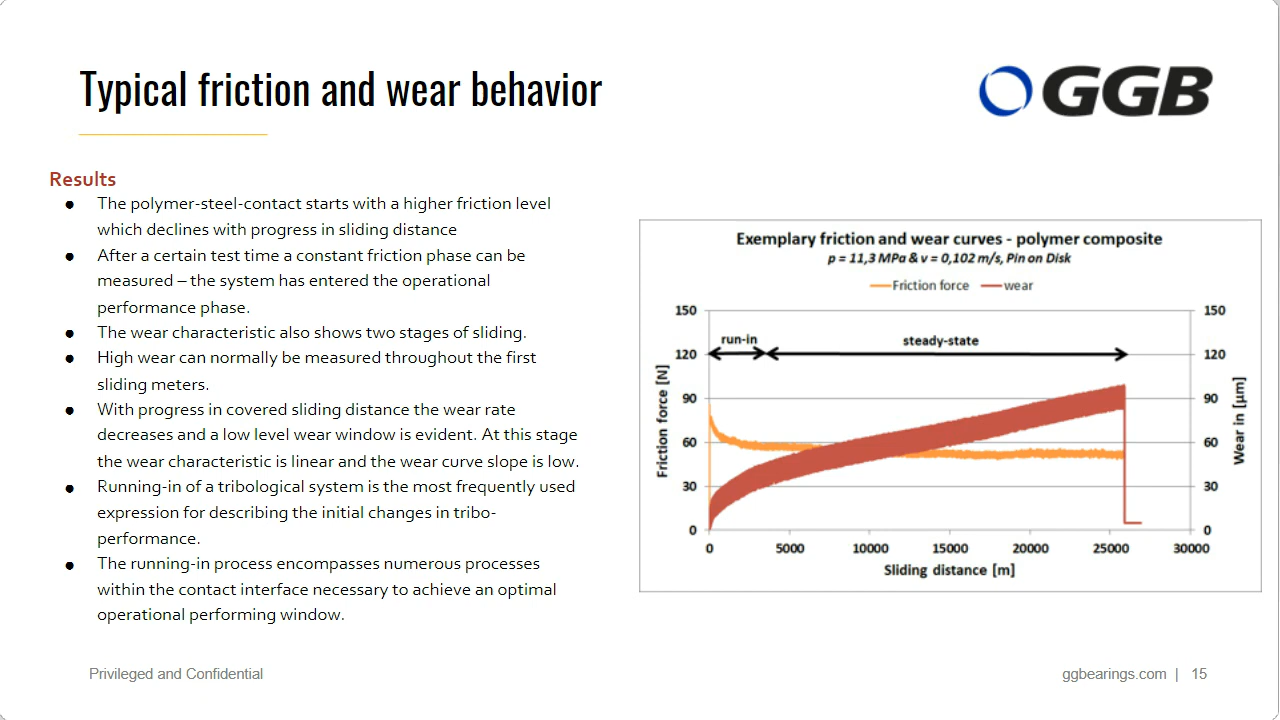 Typical friction and wear behavior
GGB
Results
● The polymer-steel-contact starts with a higher friction level
which declines with progress in sliding distance
● After a certain test time a constant friction phase can be
measured – the system has entered the operational
performance phase.
● The wear characteristic also shows two stages of sliding.
● High wear can normally be measured throughout the first
sliding meters.
● With progress in covered sliding distance the wear rate
decreases and a low level wear window is evident. At this stage
the wear characteristic is linear and the wear curve slope is low.
● Running-in of a tribological system is the most frequently used
expression for describing the initial changes in tribo-
performance.
● The running-in process encompasses numerous processes
within the contact interface necessary to achieve an optimal
operational performing window.
Exemplary friction and wear curves - polymer composite
p = 11,3 MPa & v = 0,102 m/s, Pin on Disk
Friction force wear
150 150
run-in steady-state
120 120
90 90
60 60
30 30
0 0
Friction force [N]
Wear in [µm]
0 5000 10000 15000 20000 25000 30000
Sliding distance [m]
Privileged and Confidential
ggbearings.com | 15